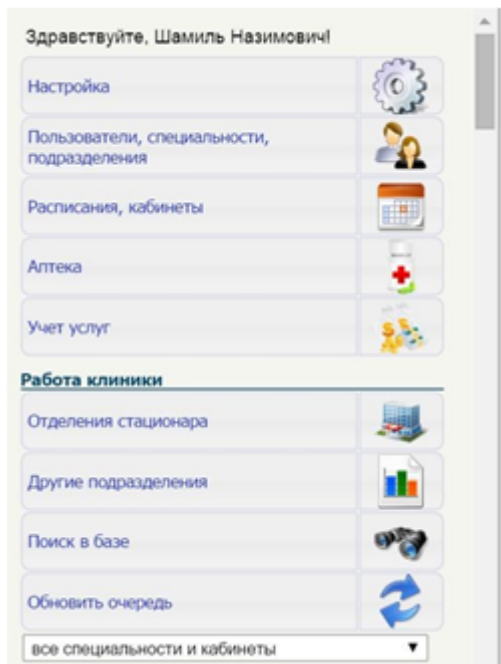 Здравствуйте, Шамиль Назимович!
Настройка
Пользователи, специальности,
подразделения
Расписания, кабинеты
Аптека
Учет услуг
Работа клиники
Отделения стационара
Другие подразделения
Поиск в базе
Обновить очередь
все специальности и кабинеты